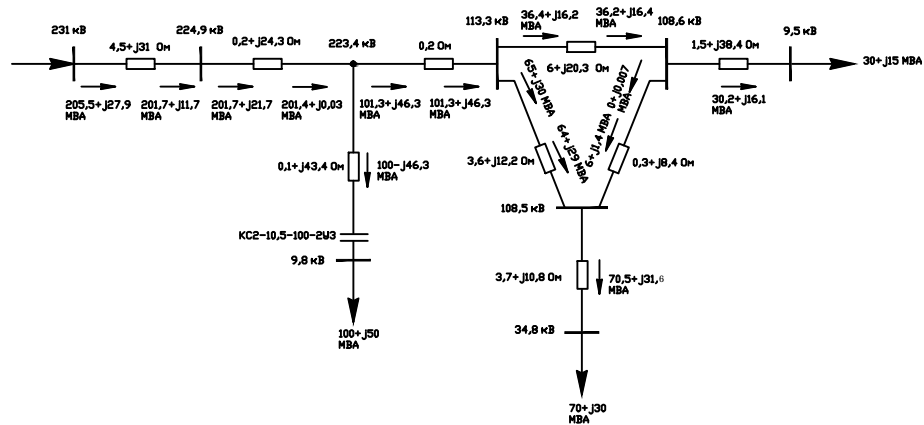 231 кВ
4,5+j31 Ом
224,9 кВ
0,2+j24,3 Ом
223,4 кВ
0,2 Ом
113,3 кВ
36,4+j16,2
МВА
36,2+j16,4
МВА
108,6 кВ
1,5+j38,4 Ом
9,5 кВ
6+j20,3 Ом
30+j15 МВА
205,5+j27,9
МВА
201,7+j11,7
МВА
201,7+j21,7
МВА
201,4+j0,03
МВА
101,3+j46,3
МВА
101,3+j46,3
МВА
65+j30 МВА
0+j0,007
МВА
30,2+j16,1
МВА
64+j29 МВА
6+j1,4 МВА
0,1+j43,4 Ом
100-j46,3
МВА
3,6+j12,2 Ом
0,3+j8,4 Ом
108,5 кВ
КС2-10,5-100-2У3
9,8 кВ
3,7+j10,8 Ом
70,5+j31,6
МВА
34,8 кВ
100+j50
МВА
70+j30
МВА